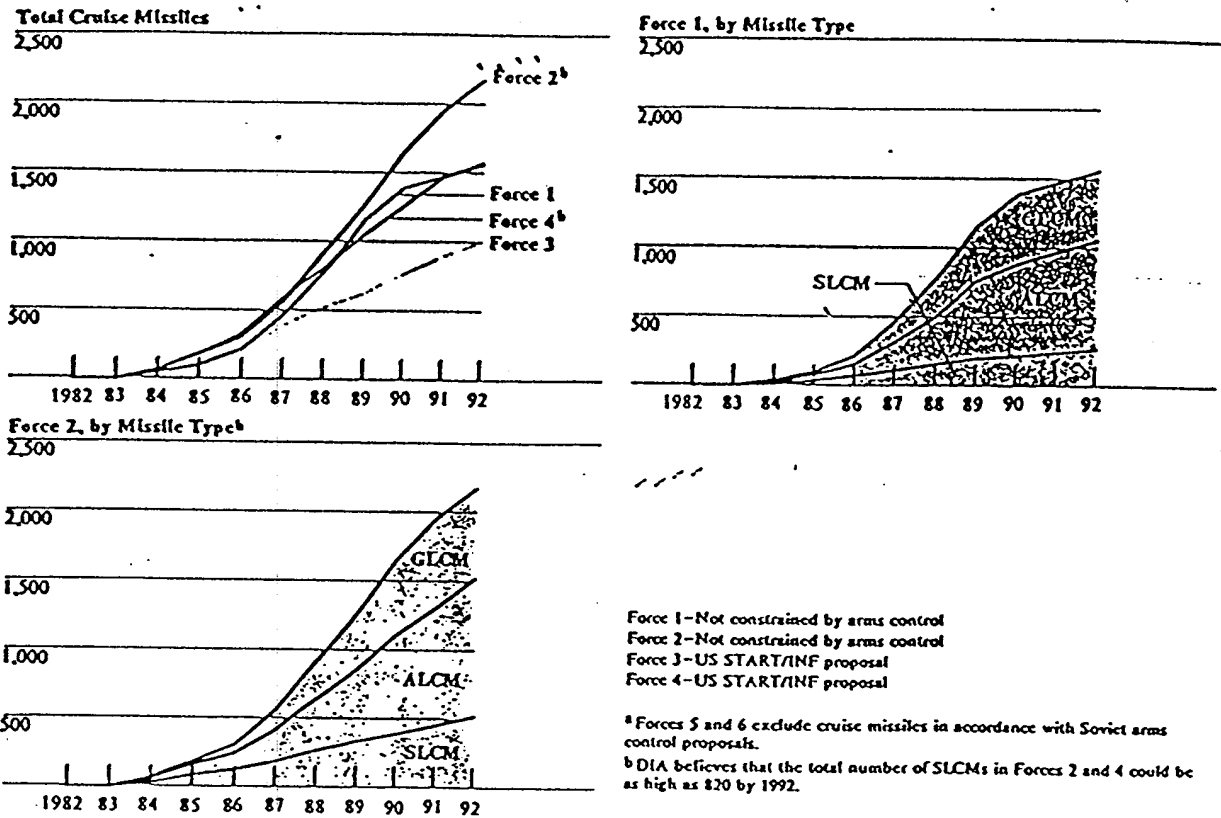 Total Cruise Missiles
2,500
2,000
1,500
1,000
500
Force 2ᵇ
Force 1
Force 4ᵇ
Force 3
1982 83 84 85 86 87 88 89 90 91 92
Force 1, by Missile Type
2,500
2,000
1,500
1,000
500
GLCM
SLCM
ALCM
1982 83 84 85 86 87 88 89 90 91 92
Force 2, by Missile Typeᵇ
2,500
2,000
1,500
1,000
500
GLCM
ALCM
SLCM
1982 83 84 85 86 87 88 89 90 91 92
Force 1-Not constrained by arms control
Force 2-Not constrained by arms control
Force 3-US START/INF proposal
Force 4-US START/INF proposal
ᵃ Forces 5 and 6 exclude cruise missiles in accordance with Soviet arms
control proposals.
ᵇ DIA believes that the total number of SLCMs in Forces 2 and 4 could be
as high as 820 by 1992.